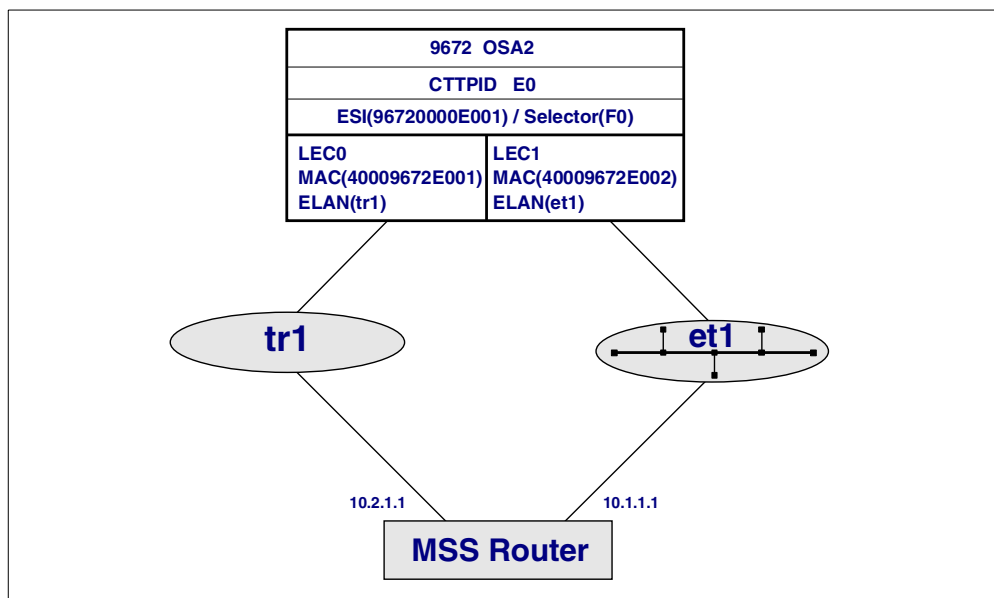 9672 OSA2
CTTPID E0
ESI(96720000E001) / Selector(F0)
LEC0
MAC(40009672E001)
ELAN(tr1)
LEC1
MAC(40009672E002)
ELAN(et1)
tr1
et1
10.2.1.1
10.1.1.1
MSS Router